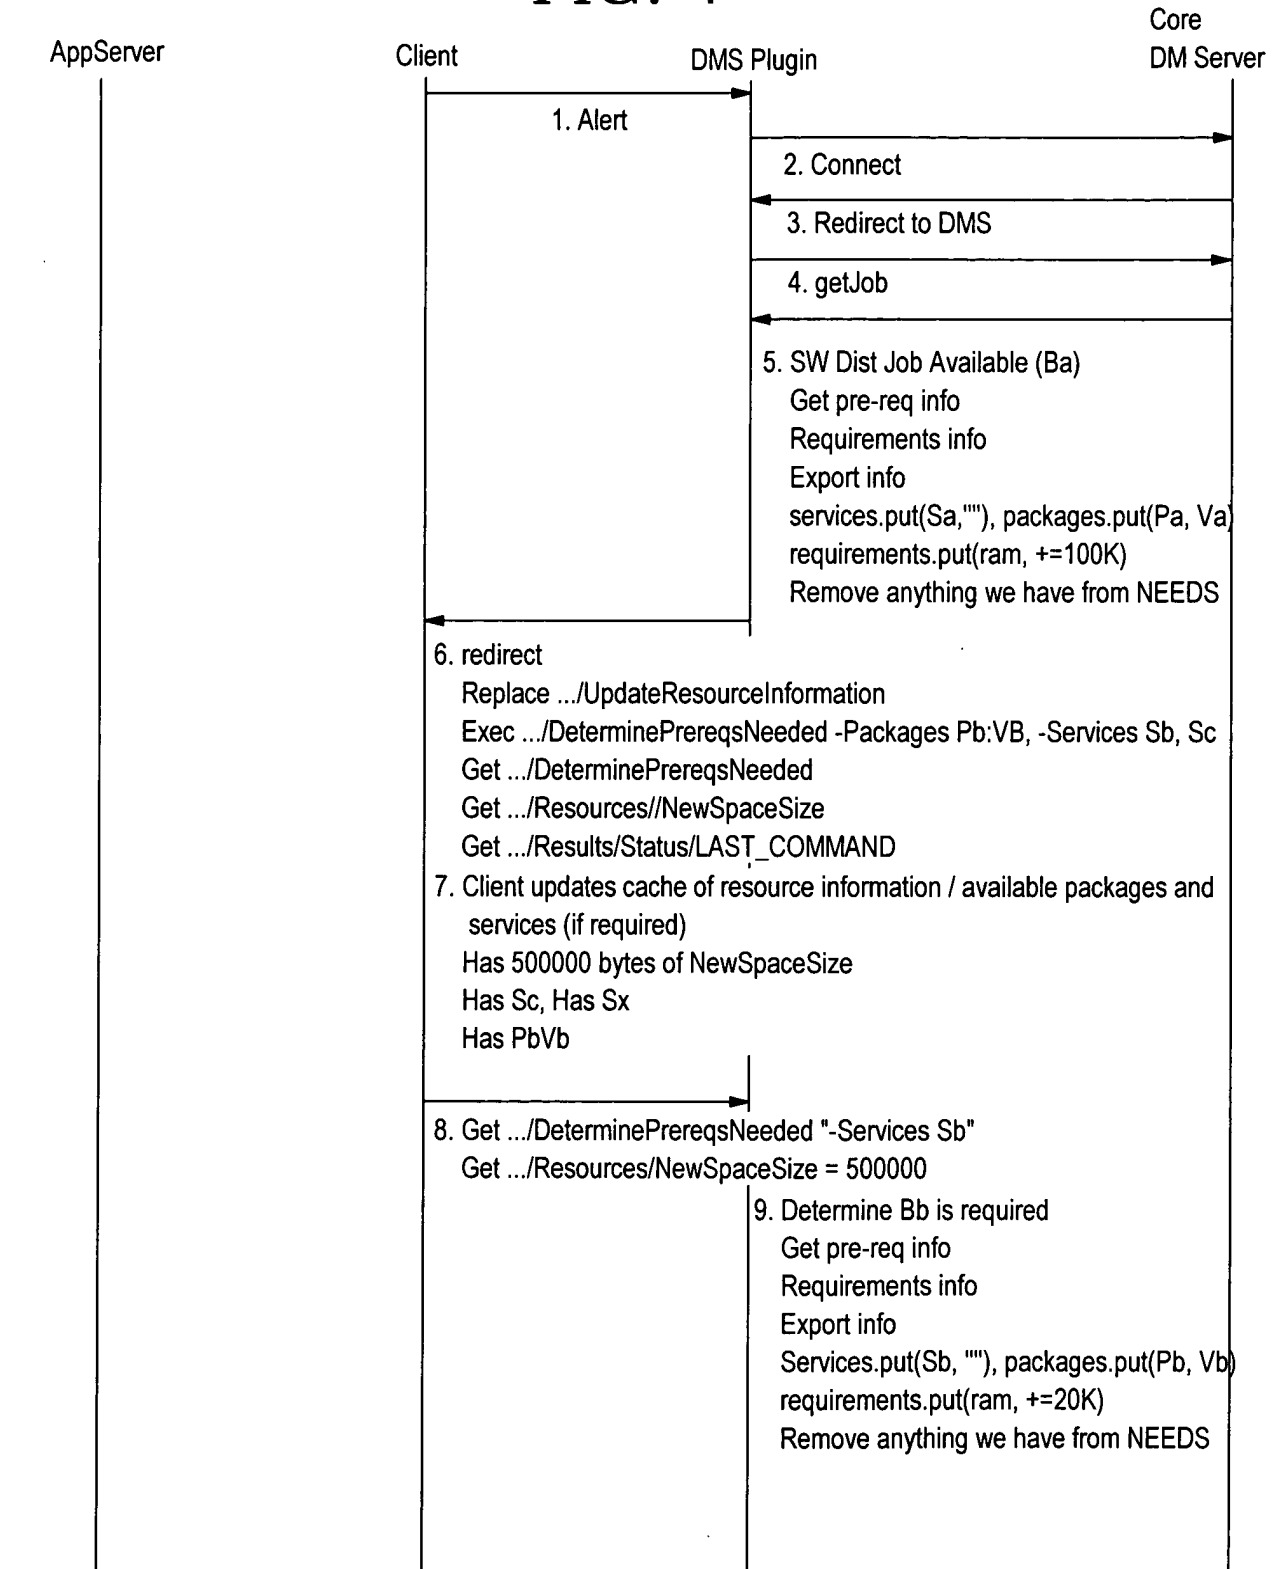 FIG. 4
AppServer
Client
DMS Plugin
Core
DM Server
1. Alert
2. Connect
3. Redirect to DMS
4. getJob
5. SW Dist Job Available (Ba)
Get pre-req info
Requirements info
Export info
services.put(Sa,""), packages.put(Pa, Va)
requirements.put(ram, +=100K)
Remove anything we have from NEEDS
6. redirect
Replace .../UpdateResourceInformation
Exec .../DeterminePrereqsNeeded -Packages Pb:VB, -Services Sb, Sc
Get .../DeterminePrereqsNeeded
Get .../Resources//NewSpaceSize
Get .../Results/Status/LAST_COMMAND
7. Client updates cache of resource information / available packages and
services (if required)
Has 500000 bytes of NewSpaceSize
Has Sc, Has Sx
Has PbVb
8. Get .../DeterminePrereqsNeeded "-Services Sb"
Get .../Resources/NewSpaceSize = 500000
9. Determine Bb is required
Get pre-req info
Requirements info
Export info
Services.put(Sb, ""), packages.put(Pb, Vb)
requirements.put(ram, +=20K)
Remove anything we have from NEEDS